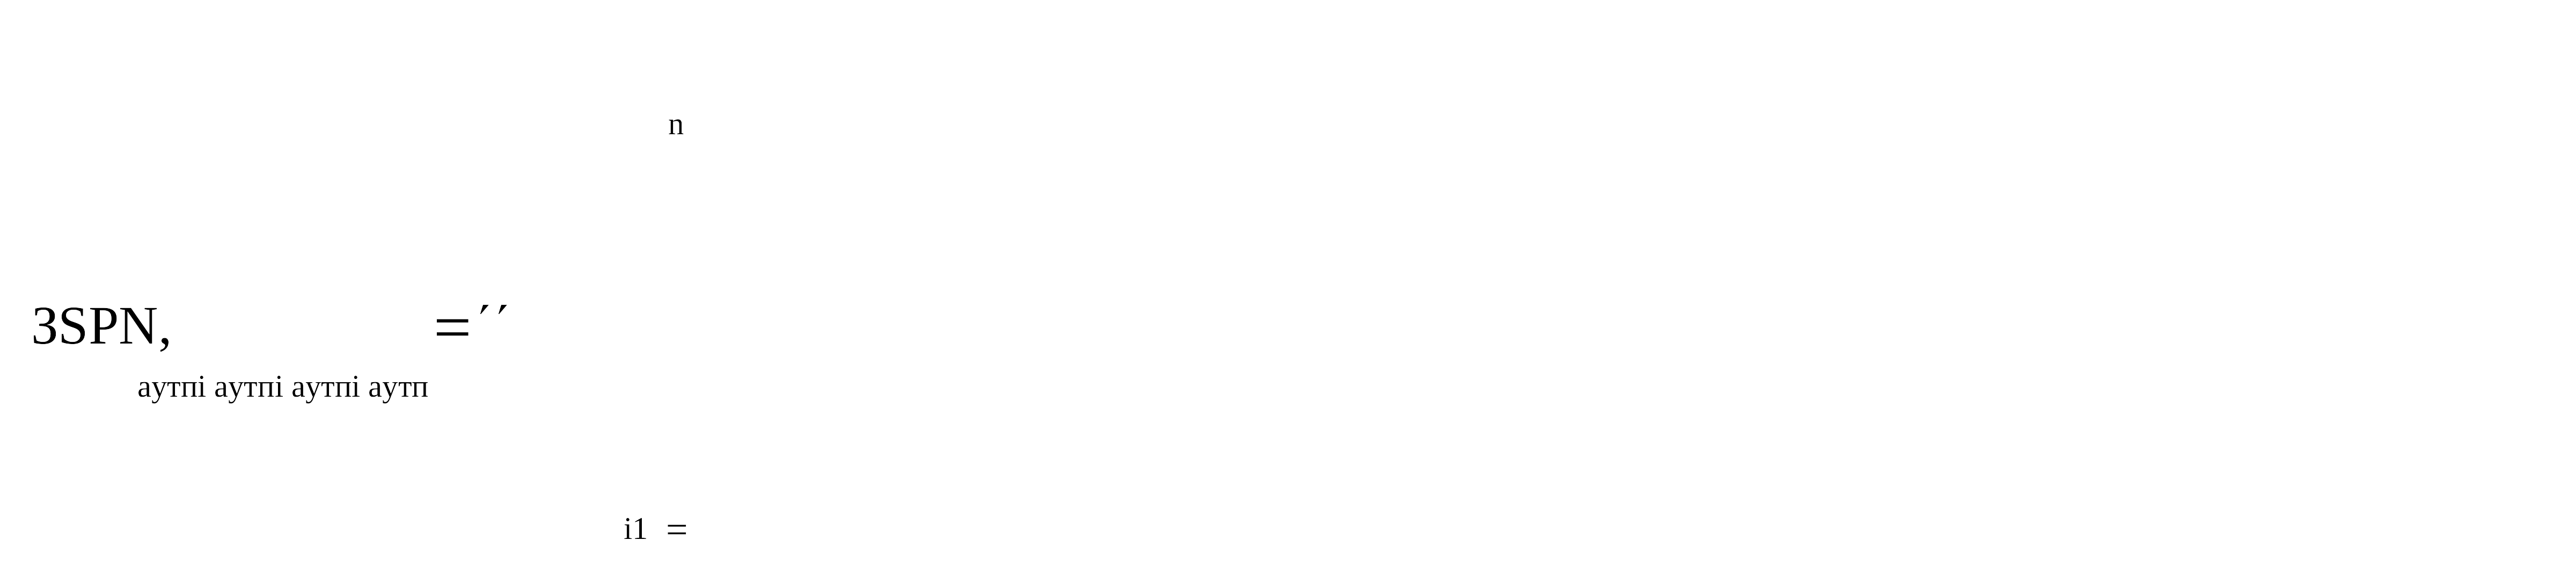 n
3SPN, =′′
аутпі аутпі аутпі аутп
i1 =